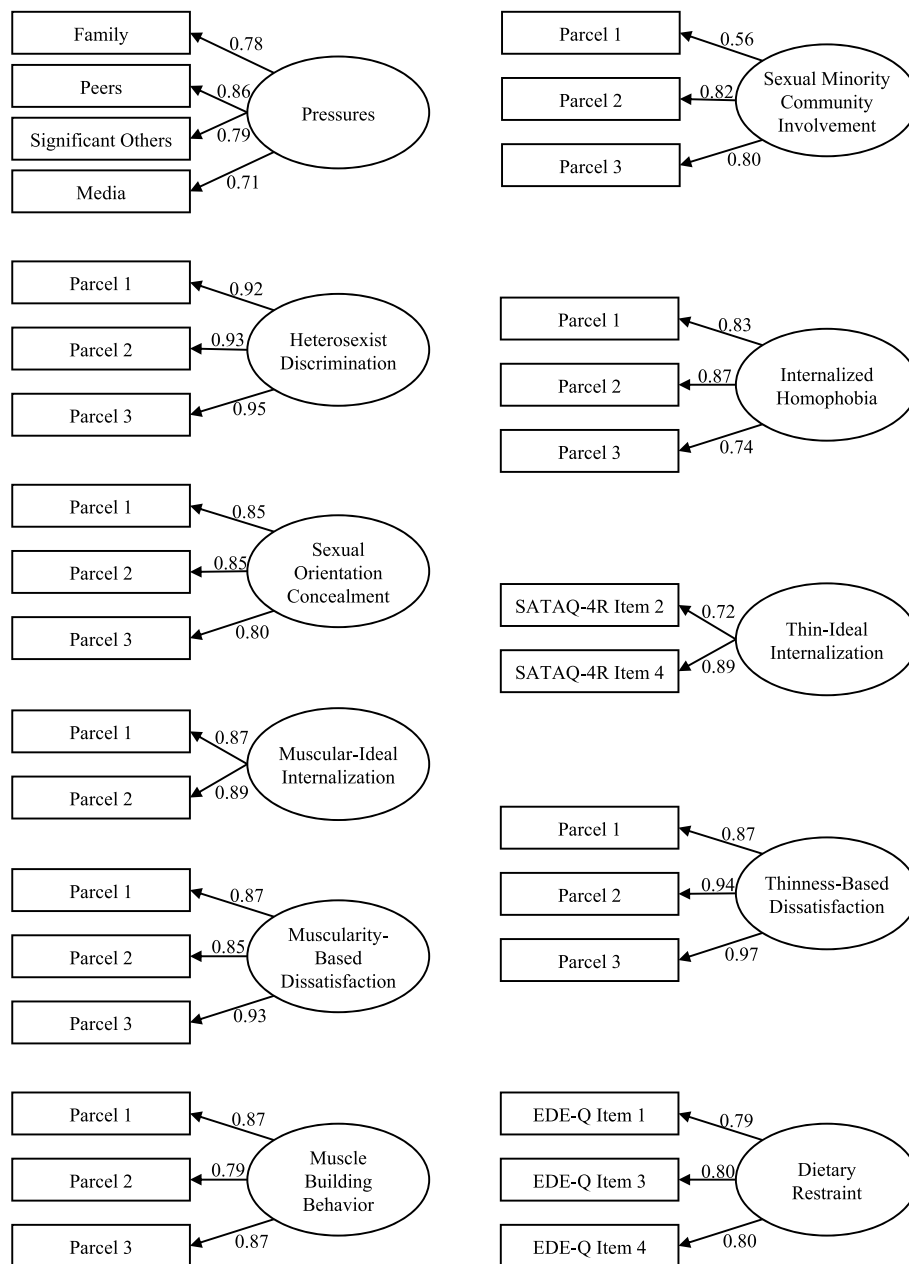 Family
0.78
Peers
0.86
Pressures
Significant Others
0.79
Media
0.71
Parcel 1
0.56
Parcel 2
0.82
Sexual Minority
Community
Involvement
Parcel 3
0.80
Parcel 1
0.92
Parcel 2
0.93
Heterosexist
Discrimination
Parcel 3
0.95
Parcel 1
0.83
Parcel 2
0.87
Internalized
Homophobia
Parcel 3
0.74
Parcel 1
0.85
Parcel 2
0.85
Sexual
Orientation
Concealment
Parcel 3
0.80
SATAQ-4R Item 2
0.72
Thin-Ideal
Internalization
SATAQ-4R Item 4
0.89
Parcel 1
0.87
Muscular-Ideal
Internalization
Parcel 2
0.89
Parcel 1
0.87
Parcel 2
0.94
Thinness-Based
Dissatisfaction
Parcel 3
0.97
Parcel 1
0.87
Parcel 2
0.85
Muscularity-
Based
Dissatisfaction
Parcel 3
0.93
Parcel 1
0.87
Parcel 2
0.79
Muscle
Building
Behavior
Parcel 3
0.87
EDE-Q Item 1
0.79
EDE-Q Item 3
0.80
Dietary
Restraint
EDE-Q Item 4
0.80